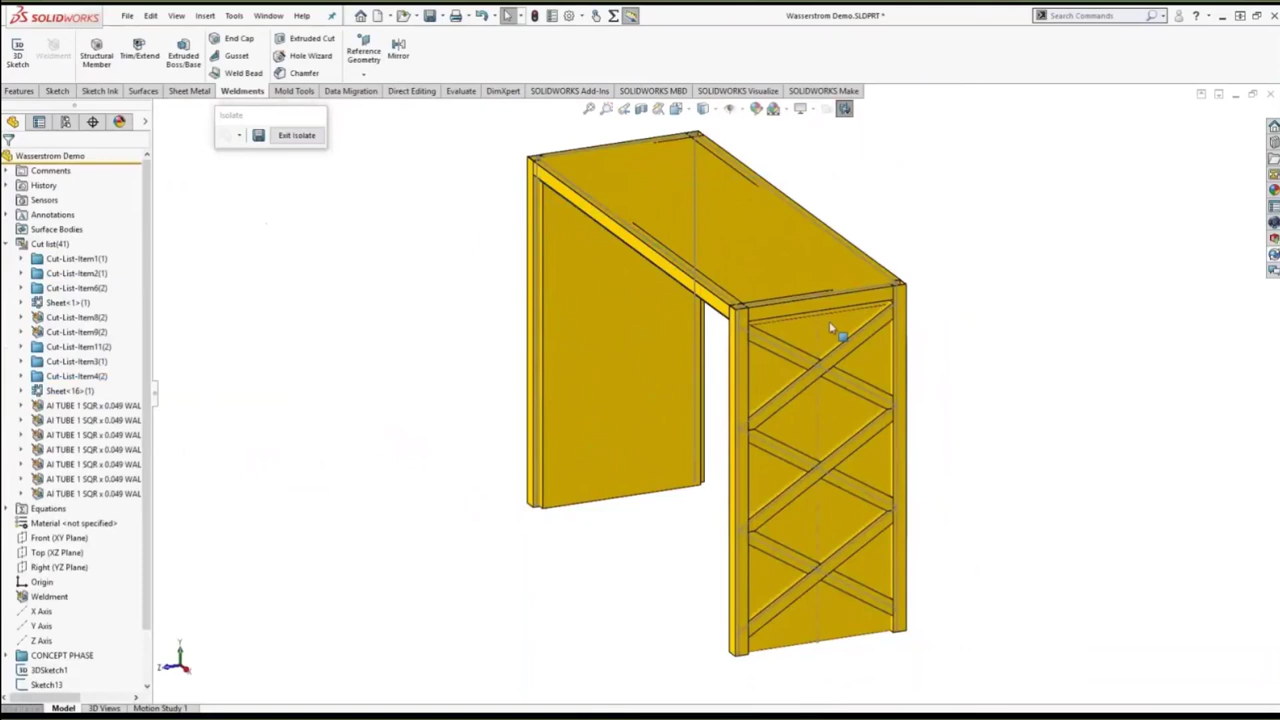 SOLIDWORKS
File Edit View Insert Tools Window Help
Wasserstrom Demo.SLDPRT *
Search Commands
3D Sketch
Weldment
Structural Member
Trim/Extend
Extruded Boss/Base
End Cap
Gusset
Weld Bead
Extruded Cut
Hole Wizard
Chamfer
Reference Geometry
Mirror
Features Sketch Sketch Ink Surfaces Sheet Metal Weldments Mold Tools Data Migration Direct Editing Evaluate DimXpert SOLIDWORKS Add-Ins SOLIDWORKS MBD SOLIDWORKS Visualize SOLIDWORKS Make
Isolate
Exit Isolate
Wasserstrom Demo
Comments
History
Sensors
Annotations
Surface Bodies
Cut list(41)
Cut-List-Item1(1)
Cut-List-Item2(1)
Cut-List-Item6(2)
Sheet<1>(1)
Cut-List-Item8(2)
Cut-List-Item9(2)
Cut-List-Item11(2)
Cut-List-Item3(1)
Cut-List-Item4(2)
Sheet<16>(1)
AI TUBE 1 SQR x 0.049 WAL
AI TUBE 1 SQR x 0.049 WAL
AI TUBE 1 SQR x 0.049 WAL
AI TUBE 1 SQR x 0.049 WAL
AI TUBE 1 SQR x 0.049 WAL
AI TUBE 1 SQR x 0.049 WAL
AI TUBE 1 SQR x 0.049 WAL
Equations
Material <not specified>
Front (XY Plane)
Top (XZ Plane)
Right (YZ Plane)
Origin
Weldment
X Axis
Y Axis
Z Axis
CONCEPT PHASE
3DSketch1
Sketch13
Y
Z
Model 3D Views Motion Study 1